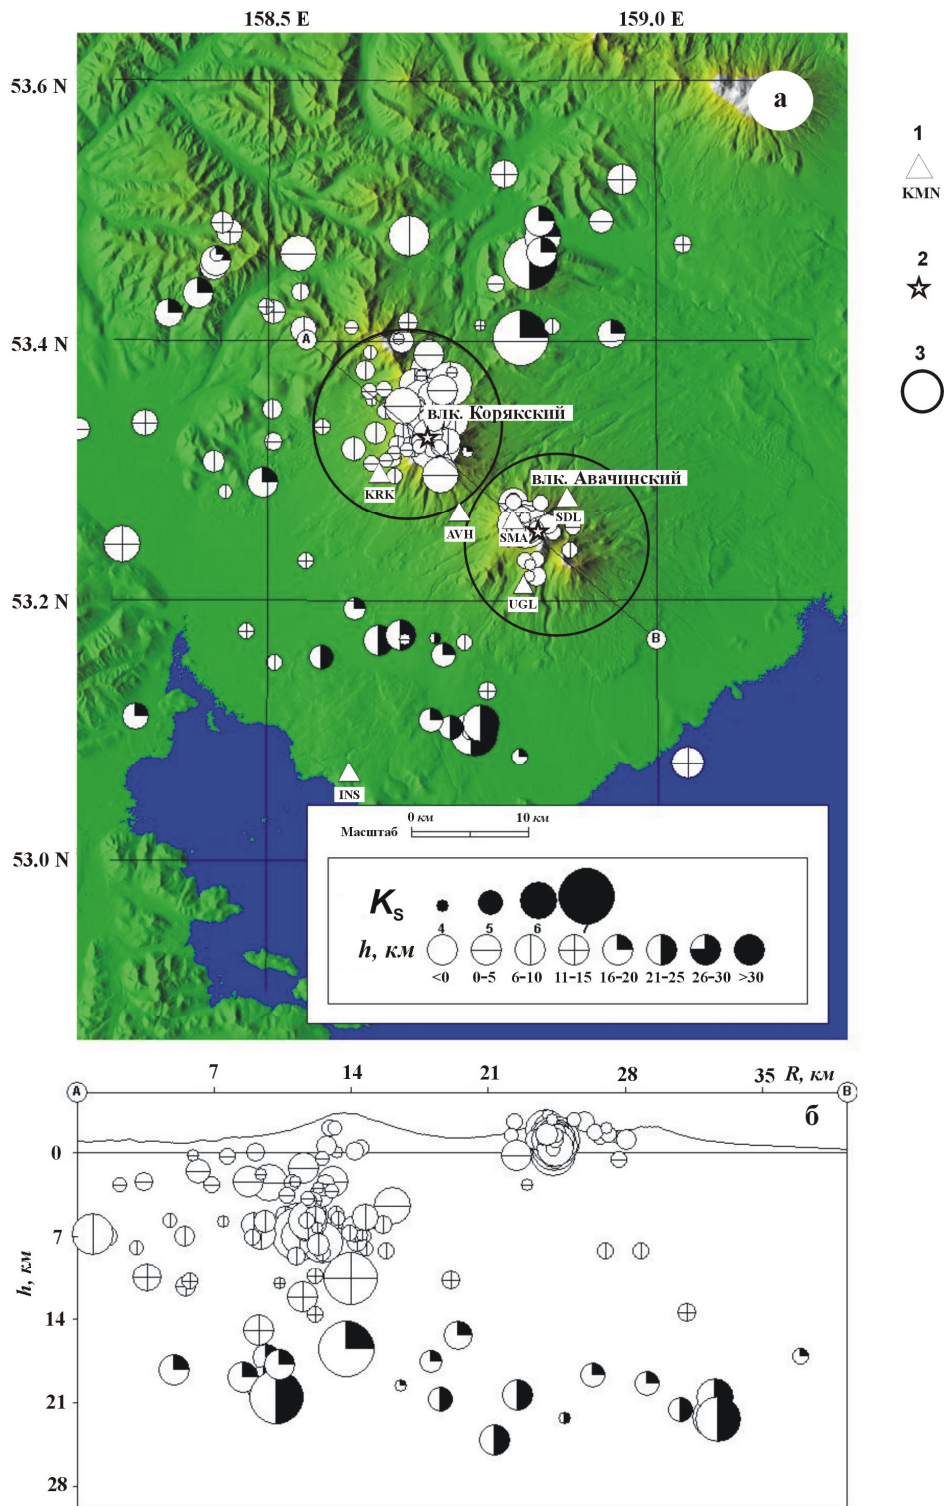 158.5 E 159.0 E
53.6 N
а
1
KMN
2
53.4 N
A
3
влк. Корякский
KRK
AVH
влк. Авачинский
SDL
SMA
UGL
53.2 N
B
INS
0 км 10 км
Масштаб
53.0 N
KS
4 5 6 7
h, км
<0 0-5 6-10 11-15 16-20 21-25 26-30 >30
7 14 21 28 35 R, км
A B
б
0
7
h, км
14
21
28